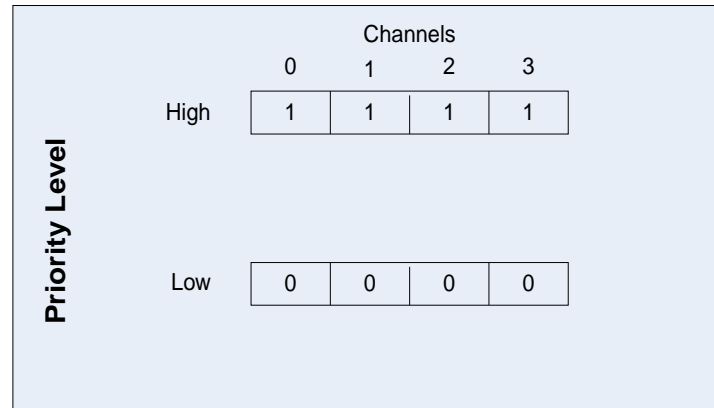 Channels
0 1 2 3
High 1 1 1 1
Priority Level
Low 0 0 0 0